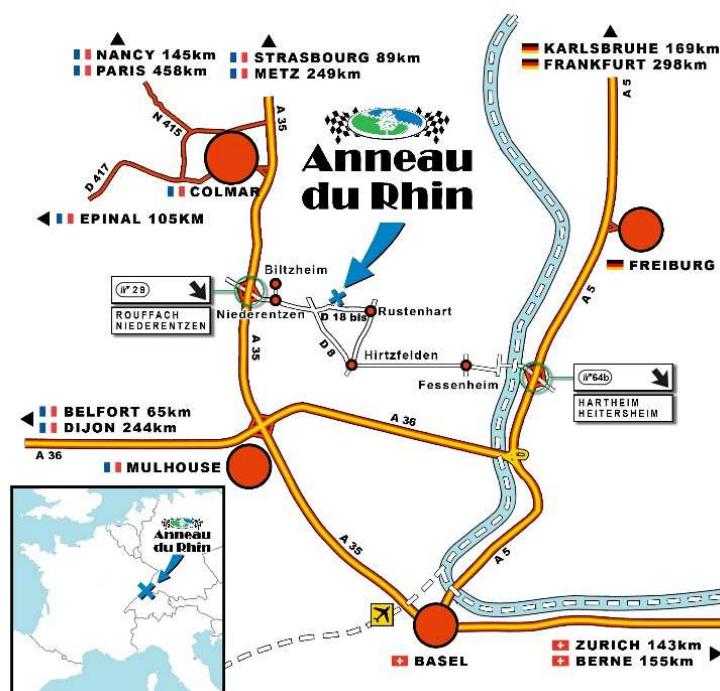 NANCY 145km
PARIS 458km
STRASBOURG 89km
METZ 249km
KARLSBRUHE 169km
FRANKFURT 298km
N 415
A 35
A 5
D 417
COLMAR
Anneau
du Rhin
EPINAL 105KM
FREIBURG
Biltzheim
29
ROUFFACH
NIEDERENTZEN
Niederentzen
D 18 bis
Rustenhart
A 5
A 35
D 8
Hirtzfelden
Fessenheim
64b
HARTHEIM
HEITERSHEIM
BELFORT 65km
DIJON 244km
A 36
A 36
MULHOUSE
Anneau
du Rhin
A 35
A 5
BASEL
ZURICH 143km
BERNE 155km